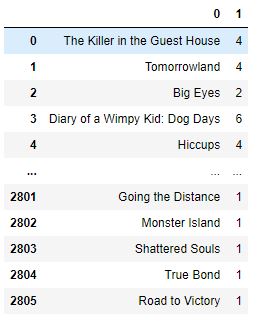 0 1
0 The Killer in the Guest House 4
1 Tomorrowland 4
2 Big Eyes 2
3 Diary of a Wimpy Kid: Dog Days 6
4 Hiccups 4
... ... ...
2801 Going the Distance 1
2802 Monster Island 1
2803 Shattered Souls 1
2804 True Bond 1
2805 Road to Victory 1